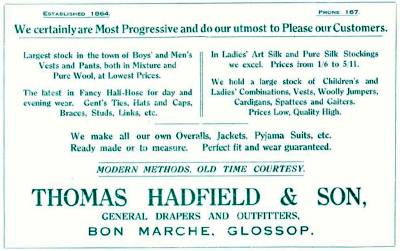 ESTABLISHED 1864. PHONE 167.
We certainly are Most Progressive and do our utmost to Please our Customers.
Largest stock in the town of Boys' and Men's
Vests and Pants, both in Mixture and
Pure Wool, at Lowest Prices.
The latest in Fancy Half-Hose for day and
evening wear. Gent's Ties, Hats and Caps,
Braces, Studs, Links, etc.
In Ladies' Art Silk and Pure Silk Stockings
we excel. Prices from 1/6 to 5/11.
We hold a large stock of Children's and
Ladies' Combinations, Vests, Woolly Jumpers,
Cardigans, Spattees and Gaiters.
Prices Low, Quality High.
We make all our own Overalls, Jackets, Pyjama Suits, etc.
Ready made or to measure. Perfect fit and wear guaranteed.
MODERN METHODS. OLD TIME COURTESY.
THOMAS HADFIELD & SON,
GENERAL DRAPERS AND OUTFITTERS,
BON MARCHE, GLOSSOP.